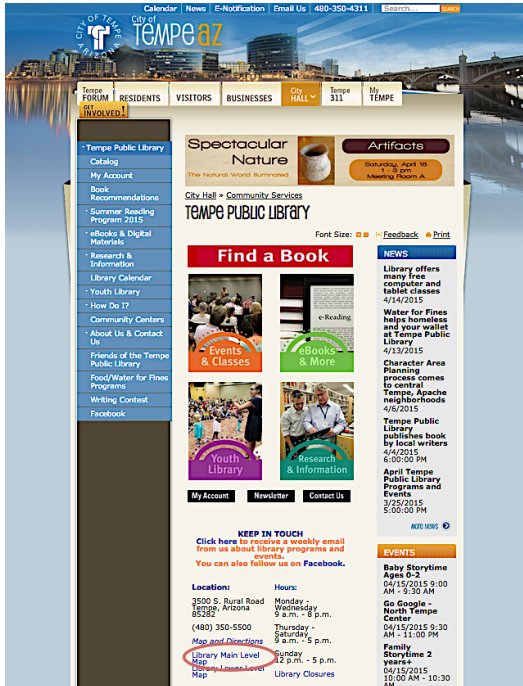 Calendar | News | E-Notification | Email Us | 480-350-4311
Search...
SEARCH
CITY OF TEMPE
ARIZONA
City of
Tempe az
Tempe
FORUM
RESIDENTS
VISITORS
BUSINESSES
City
HALL
Tempe
311
My
TEMPE
GET
INVOLVED!
Tempe Public Library
Catalog
My Account
Book
Recommendations
Summer Reading
Program 2015
eBooks & Digital
Materials
Research &
Information
Library Calendar
Youth Library
How Do I?
Community Centers
About Us & Contact
Us
Friends of the Tempe
Public Library
Food/Water for Fines
Programs
Writing Contest
Facebook
Spectacular
Nature
The Natural World Illuminated
Artifacts
Saturday, April 18
1 - 3 pm
Meeting Room A
City Hall » Community Services
Tempe Public Library
Font Size:
Feedback
Print
Find a Book
Events
& Classes
e-Reading
eBooks
& More
Youth
Library
Research
& Information
My Account
Newsletter
Contact Us
KEEP IN TOUCH
Click here to receive a weekly email
from us about library programs and
events.
You can also follow us on Facebook.
Location:
3500 S. Rural Road
Tempe, Arizona
85282
(480) 350-5500
Map and Directions
Library Main Level
Map
Library Lower Level
Map
Hours:
Monday -
Wednesday
9 a.m. - 8 p.m.
Thursday -
Saturday
9 a.m. - 5 p.m.
Sunday
12 p.m. - 5 p.m.
Library Closures
NEWS
Library offers
many free
computer and
tablet classes
4/14/2015
Water for Fines
helps homeless
and your wallet
at Tempe Public
Library
4/13/2015
Character Area
Planning
process comes
to central
Tempe, Apache
neighborhoods
4/6/2015
Tempe Public
Library
publishes book
by local writers
4/4/2015
6:00:00 PM
April Tempe
Public Library
Programs and
Events
3/25/2015
5:00:00 PM
MORE NEWS
EVENTS
Baby Storytime
Ages 0-2
04/15/2015 9:00
AM - 9:30 AM
Go Google -
North Tempe
Center
04/15/2015 9:30
AM - 11:00 PM
Family
Storytime 2
years+
04/15/2015
10:00 AM - 10:30
AM